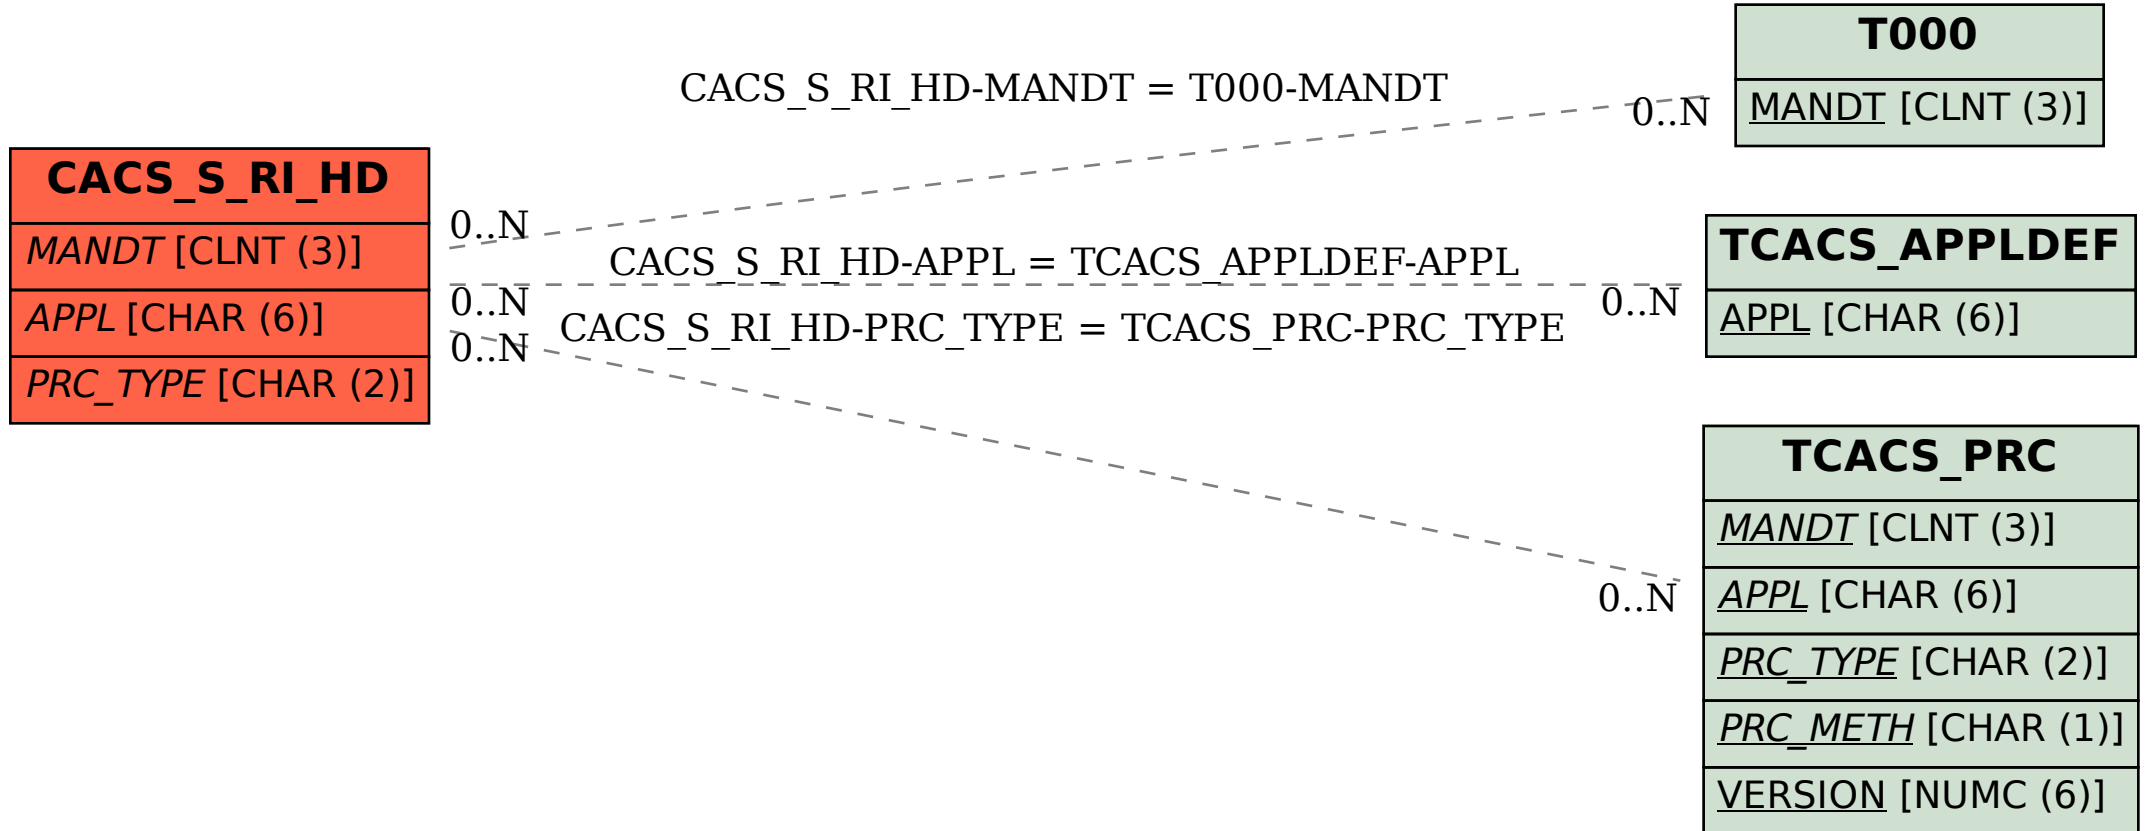 T000
MANDT [CLNT (3)]
CACS_S_RI_HD-MANDT = T000-MANDT
0..N
CACS_S_RI_HD
MANDT [CLNT (3)]
APPL [CHAR (6)]
PRC_TYPE [CHAR (2)]
0..N
CACS_S_RI_HD-APPL = TCACS_APPLDEF-APPL
0..N
0..N
TCACS_APPLDEF
APPL [CHAR (6)]
CACS_S_RI_HD-PRC_TYPE = TCACS_PRC-PRC_TYPE
0..N
0..N
TCACS_PRC
MANDT [CLNT (3)]
APPL [CHAR (6)]
PRC_TYPE [CHAR (2)]
PRC_METH [CHAR (1)]
VERSION [NUMC (6)]